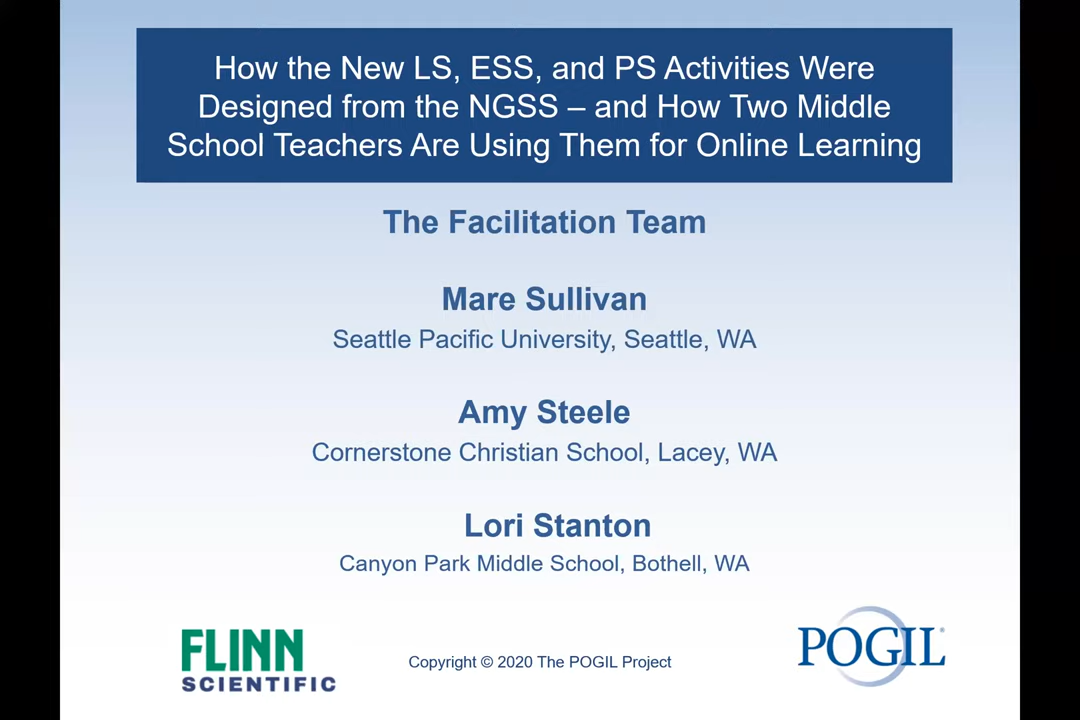 How the New LS, ESS, and PS Activities Were
Designed from the NGSS – and How Two Middle
School Teachers Are Using Them for Online Learning
The Facilitation Team
Mare Sullivan
Seattle Pacific University, Seattle, WA
Amy Steele
Cornerstone Christian School, Lacey, WA
Lori Stanton
Canyon Park Middle School, Bothell, WA
FLINN
SCIENTIFIC
Copyright © 2020 The POGIL Project
POGIL®